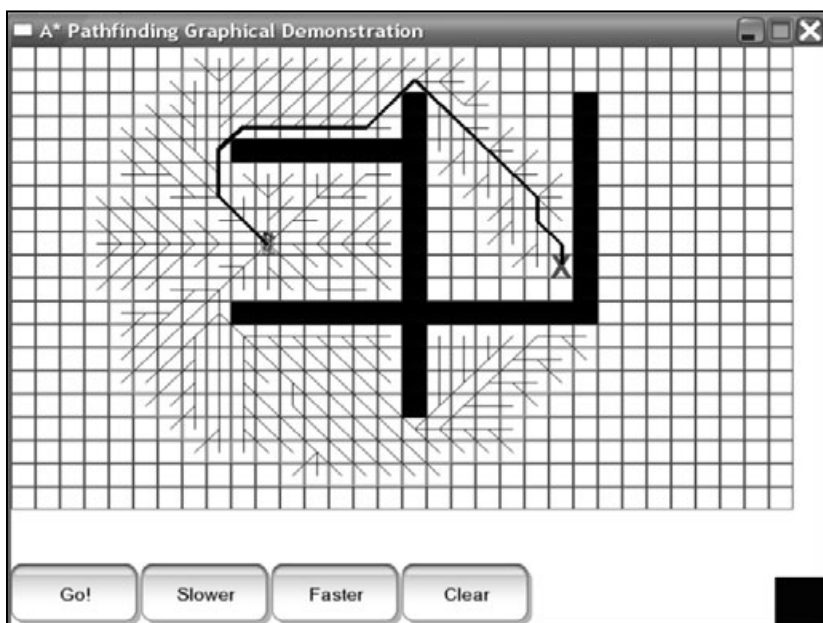 A* Pathfinding Graphical Demonstration
X
Go!
Slower
Faster
Clear